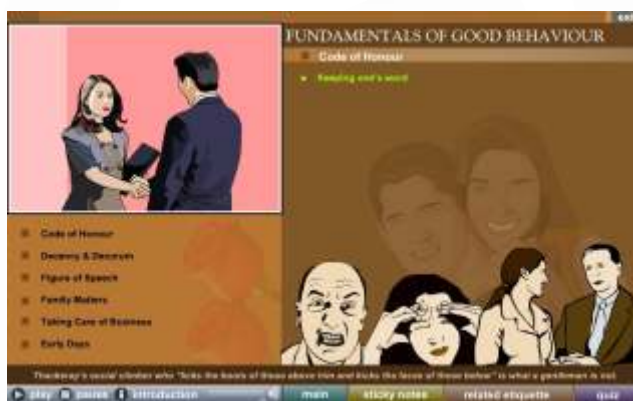 exit
FUNDAMENTALS OF GOOD BEHAVIOUR
Code of Honour
Keeping one's word
Code of Honour
Decency & Decorum
Figure of Speech
Family Matters
Taking Care of Business
Early Days
Thackeray's social climber who "licks the boots of those above him and kicks the faces of those below" is what a gentleman is not.
play pause introduction
main sticky notes related etiquette quiz